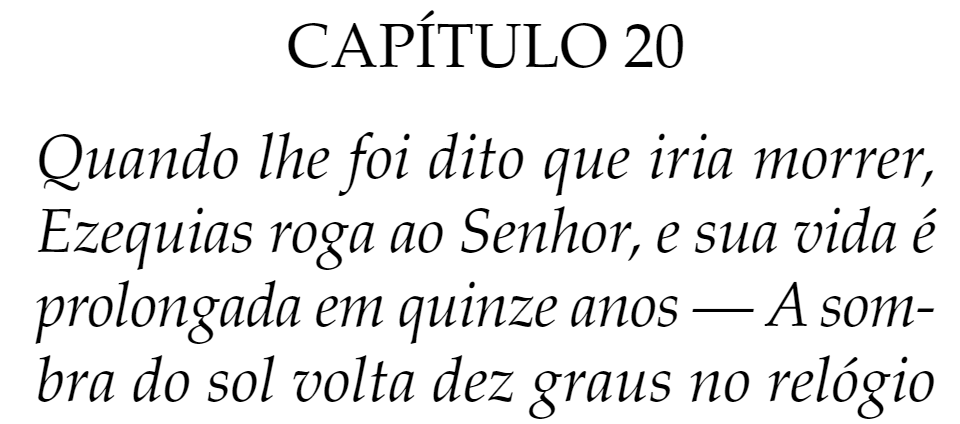 CAPÍTULO 20
Quando lhe foi dito que iria morrer,
Ezequias roga ao Senhor, e sua vida é
prolongada em quinze anos — A som-
bra do sol volta dez graus no relógio